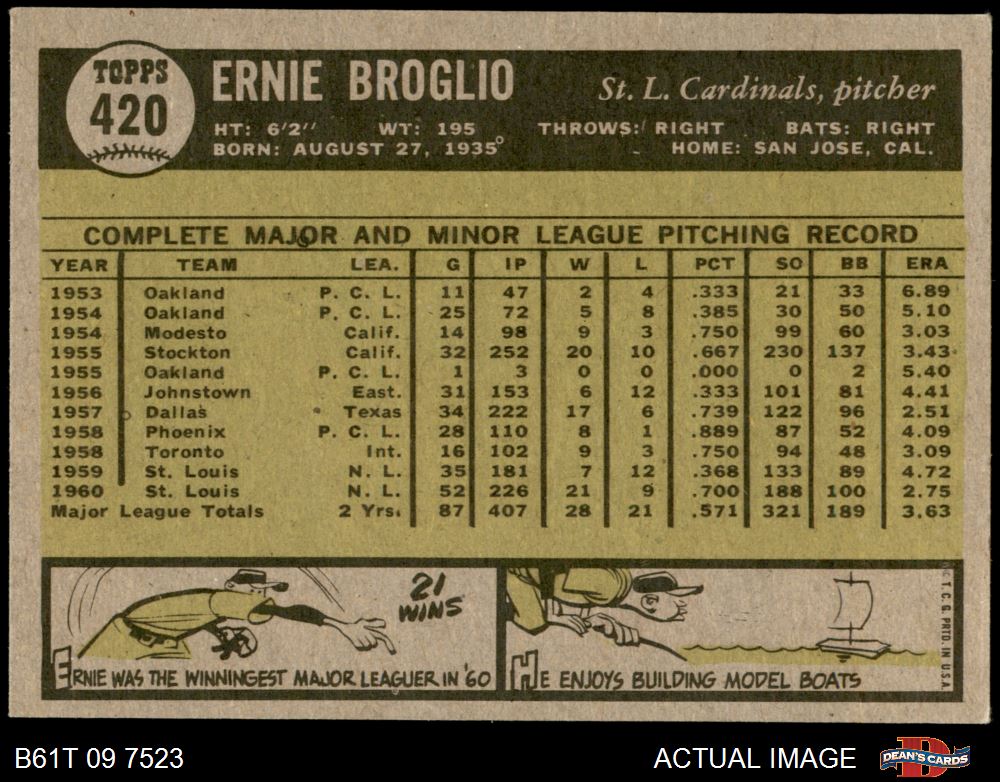 TOPPS
420
ERNIE BROGLIO
St. L. Cardinals, pitcher
HT: 6'2'' WT: 195 THROWS: RIGHT BATS: RIGHT
BORN: AUGUST 27, 1935 HOME: SAN JOSE, CAL.
COMPLETE MAJOR AND MINOR LEAGUE PITCHING RECORD
YEAR TEAM LEA. G IP W L PCT SO BB ERA
1953 Oakland P. C. L. 11 47 2 4 .333 21 33 6.89
1954 Oakland P. C. L. 25 72 5 8 .385 30 50 5.10
1954 Modesto Calif. 14 98 9 3 .750 99 60 3.03
1955 Stockton Calif. 32 252 20 10 .667 230 137 3.43
1955 Oakland P. C. L. 1 3 0 0 .000 0 2 5.40
1956 Johnstown East. 31 153 6 12 .333 101 81 4.41
1957 Dallas Texas 34 222 17 6 .739 122 96 2.51
1958 Phoenix P. C. L. 28 110 8 1 .889 87 52 4.09
1958 Toronto Int. 16 102 9 3 .750 94 48 3.09
1959 St. Louis N. L. 35 181 7 12 .368 133 89 4.72
1960 St. Louis N. L. 52 226 21 9 .700 188 100 2.75
Major League Totals 2 Yrs. 87 407 28 21 .571 321 189 3.63
21 WINS
ERNIE WAS THE WINNINGEST MAJOR LEAGUER IN '60
HE ENJOYS BUILDING MODEL BOATS
T. C. G. PRTD. IN U.S.A.
B61T 09 7523
ACTUAL IMAGE
DEAN'S CARDS